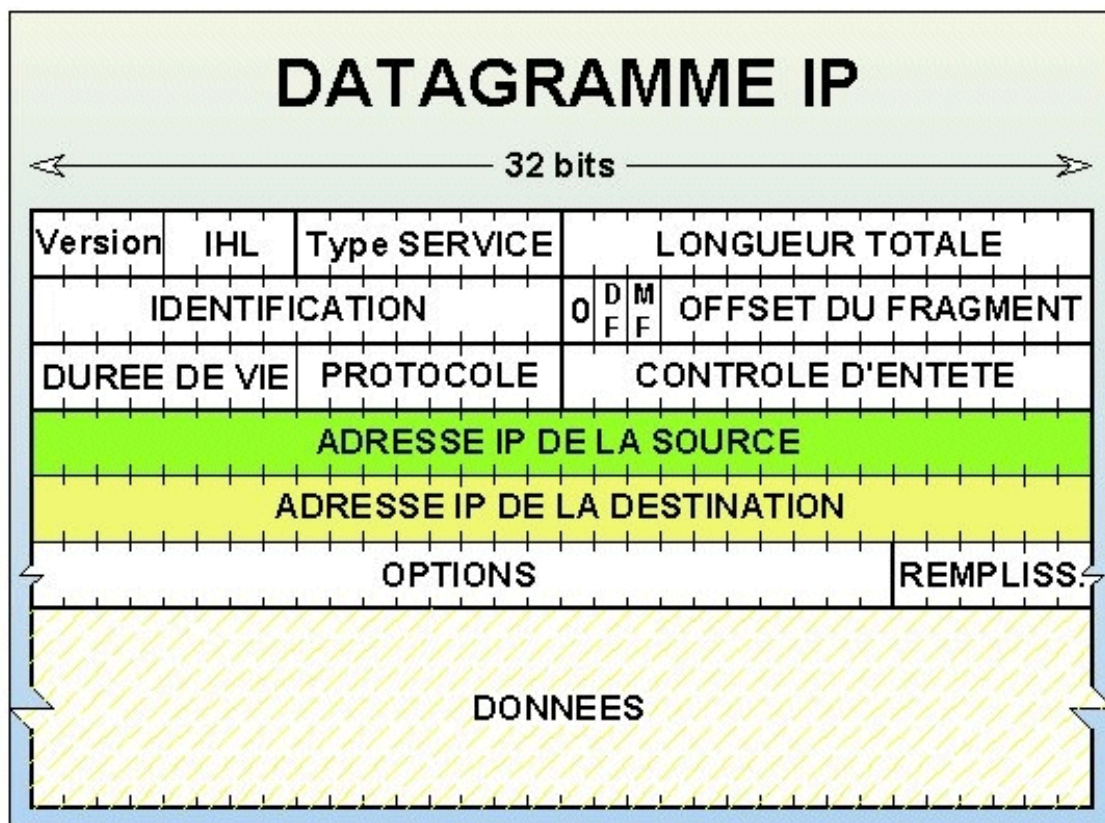 DATAGRAMME IP
32 bits
Version IHL Type SERVICE LONGUEUR TOTALE
IDENTIFICATION 0 DF MF OFFSET DU FRAGMENT
DUREE DE VIE PROTOCOLE CONTROLE D'ENTETE
ADRESSE IP DE LA SOURCE
ADRESSE IP DE LA DESTINATION
OPTIONS REMPLISS.
DONNEES